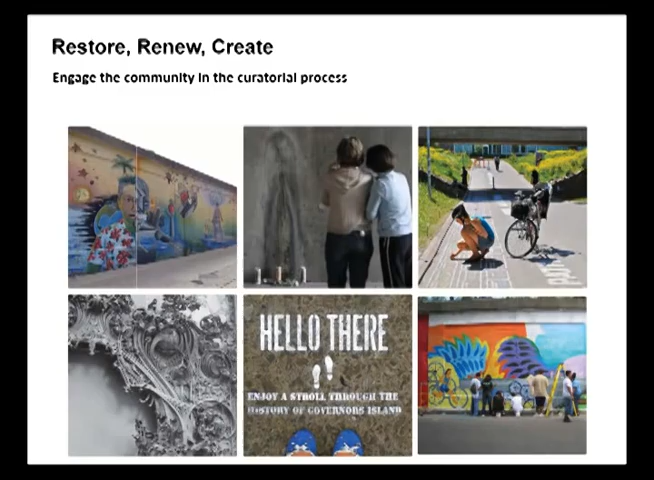 Restore, Renew, Create
Engage the community in the curatorial process
HELLO THERE
ENJOY A STROLL THROUGH THE
HISTORY OF GOVERNORS ISLAND